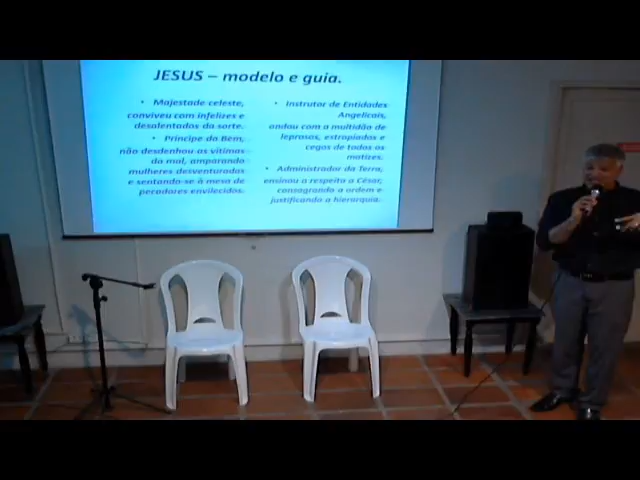 JESUS – modelo e guia.
• Majestade celeste,
conviveu com infelizes e
desalentados da sorte.
• Príncipe do Bem,
não desdenhou as vítimas
do mal, amparando
mulheres desventuradas
e sentando-se à mesa de
pecadores envilecidos.
• Instrutor de Entidades
Angelicais,
andou com a multidão de
leprosos, estropiados e
cegos de todos os
matizes.
• Administrador da Terra,
ensinou o respeito a César,
consagrando a ordem e
justificando a hierarquia.